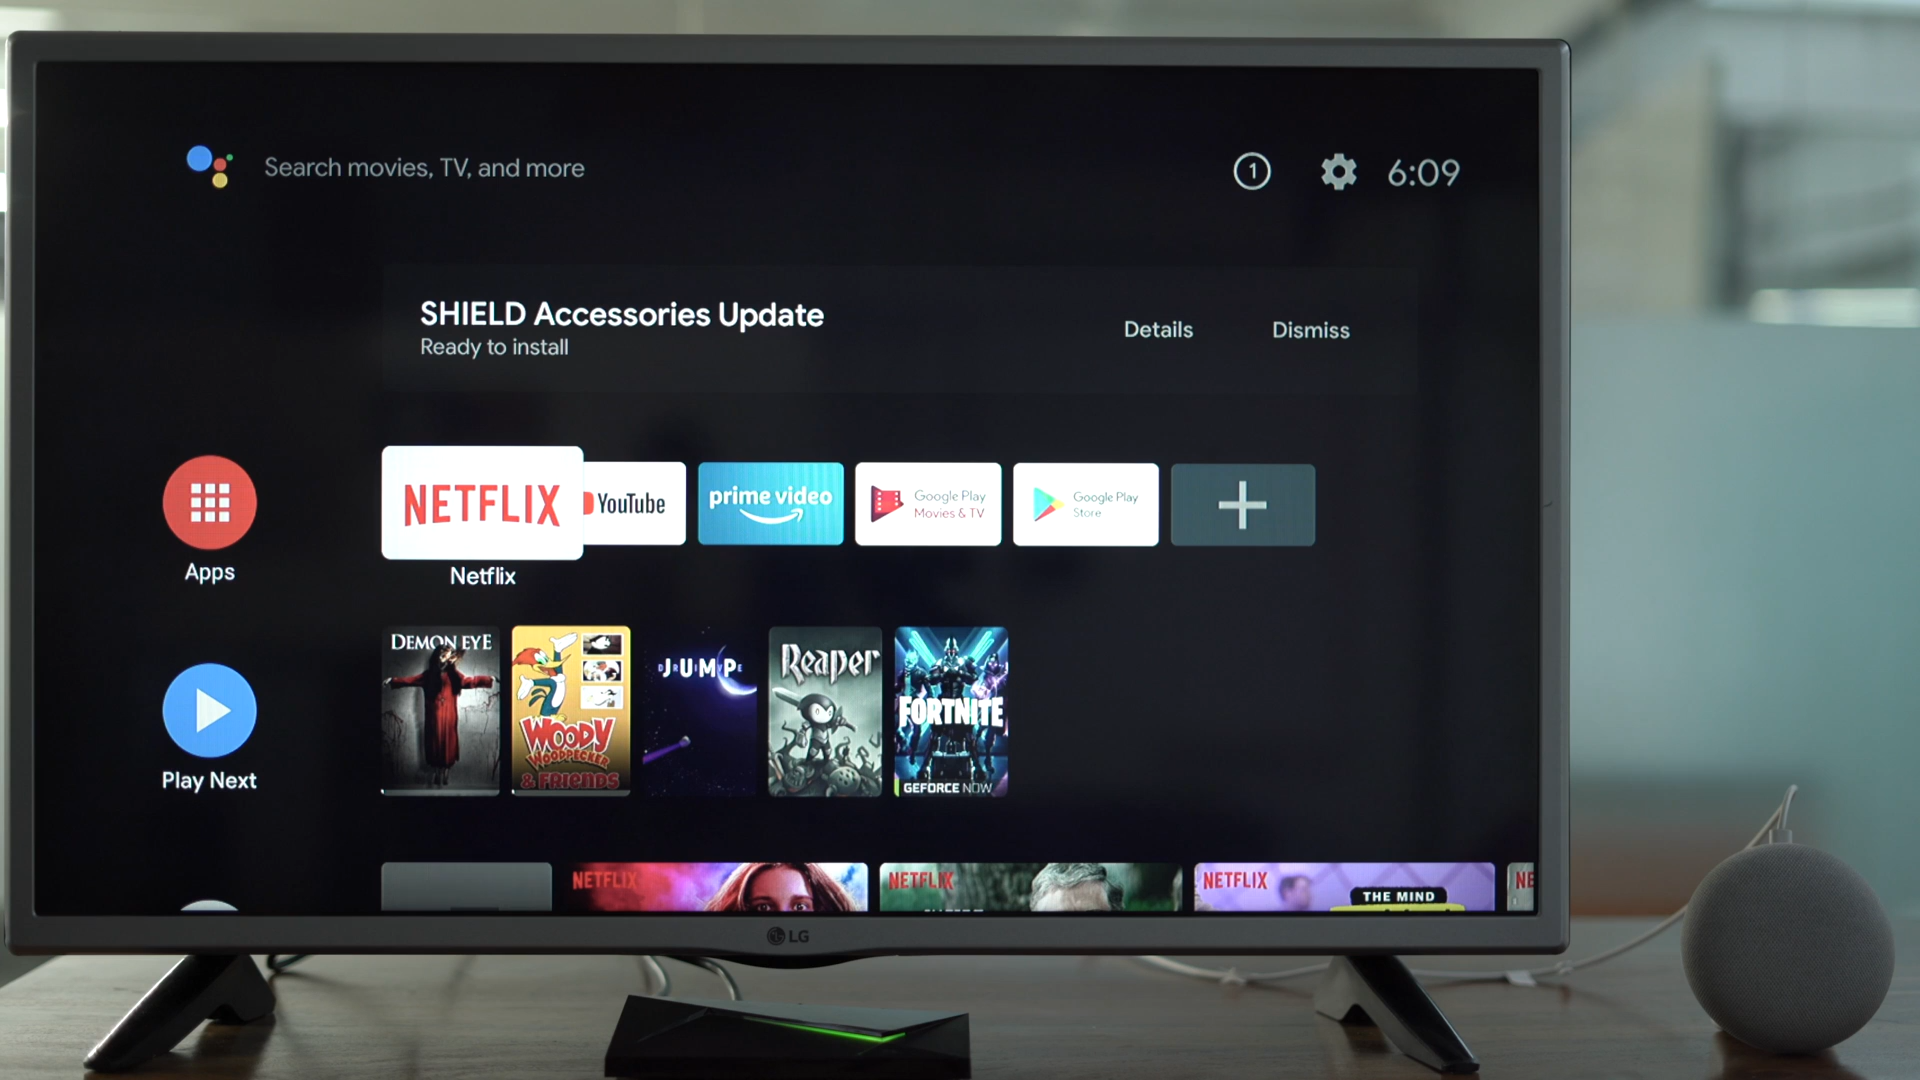 Search movies, TV, and more
1
6:09
SHIELD Accessories Update
Ready to install
Details
Dismiss
NETFLIX
YouTube
prime video
Google Play
Movies & TV
Google Play
Store
Apps
Netflix
DEMON EYE
WOODY
WOODPECKER
& FRIENDS
JUMP
DRIVE
Reaper
FORTNITE
GEFORCE NOW
Play Next
NETFLIX
NETFLIX
NETFLIX
THE MIND
NE
LG